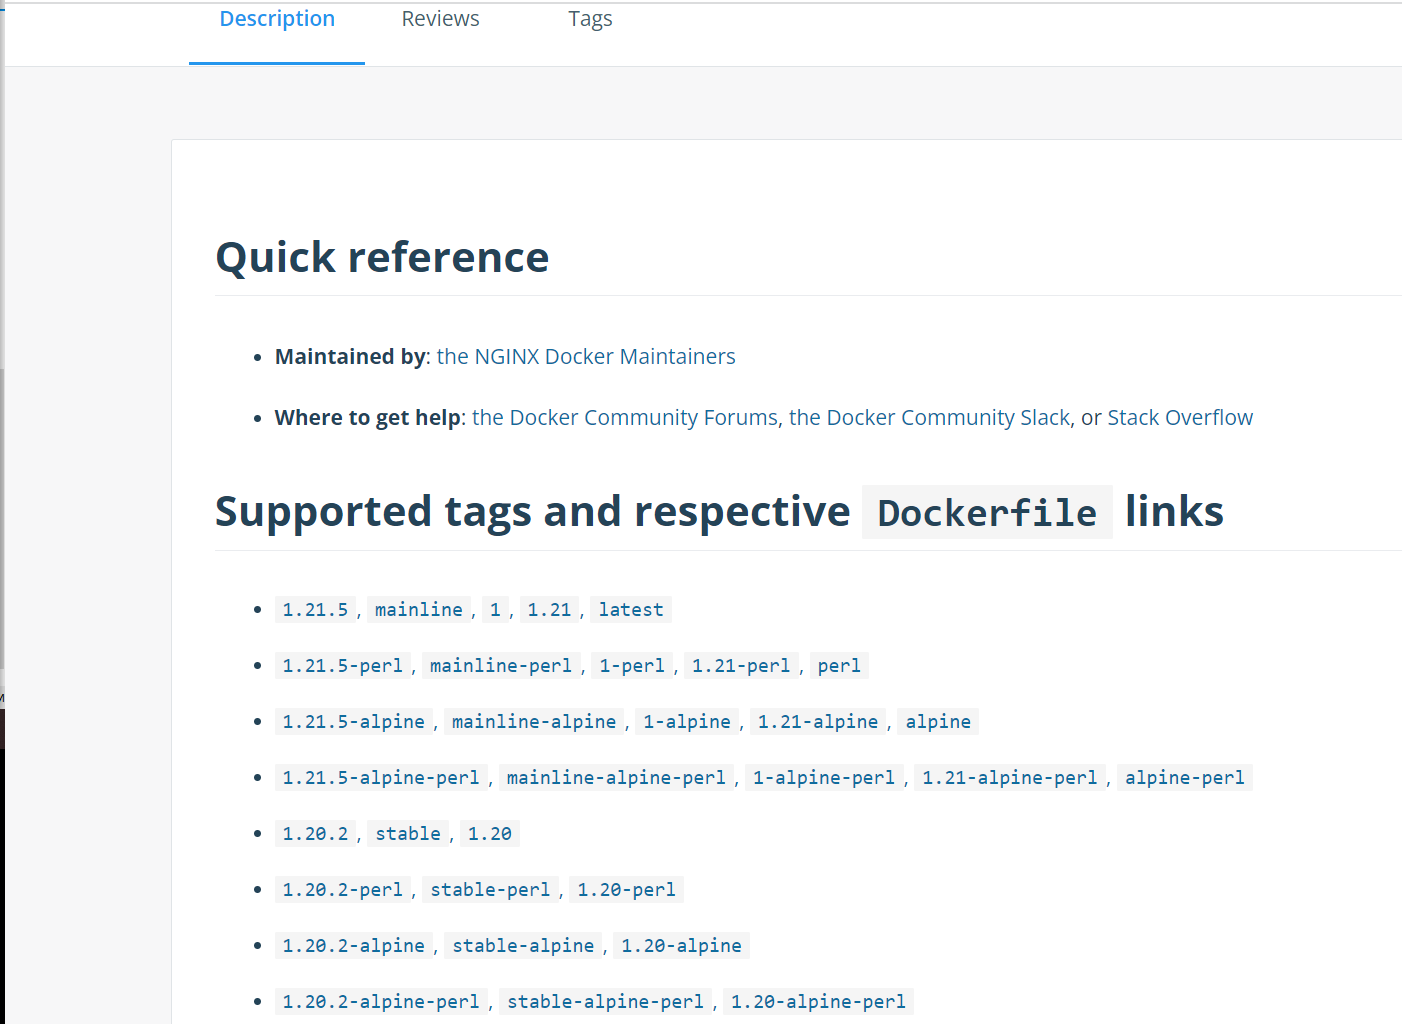 Description Reviews Tags
Quick reference
• Maintained by: the NGINX Docker Maintainers
• Where to get help: the Docker Community Forums, the Docker Community Slack, or Stack Overflow
Supported tags and respective Dockerfile links
• 1.21.5, mainline, 1, 1.21, latest
• 1.21.5-perl, mainline-perl, 1-perl, 1.21-perl, perl
• 1.21.5-alpine, mainline-alpine, 1-alpine, 1.21-alpine, alpine
• 1.21.5-alpine-perl, mainline-alpine-perl, 1-alpine-perl, 1.21-alpine-perl, alpine-perl
• 1.20.2, stable, 1.20
• 1.20.2-perl, stable-perl, 1.20-perl
• 1.20.2-alpine, stable-alpine, 1.20-alpine
• 1.20.2-alpine-perl, stable-alpine-perl, 1.20-alpine-perl